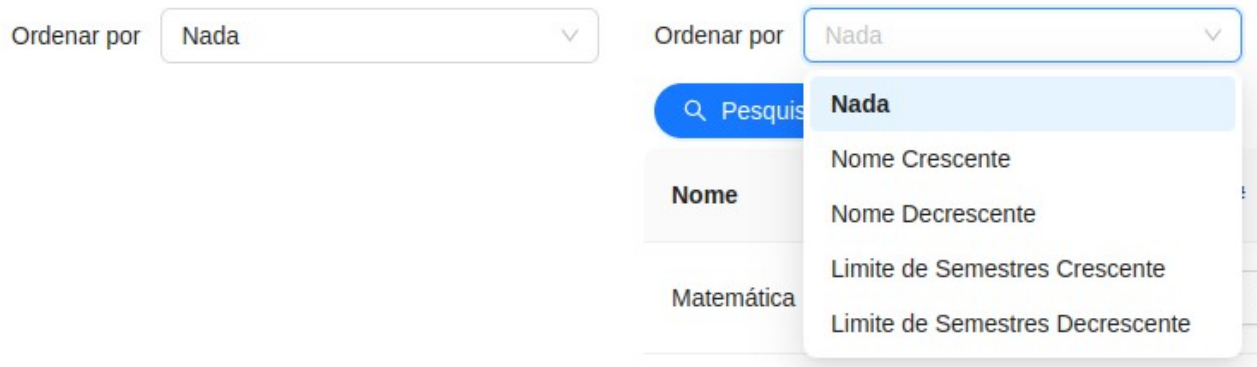 Ordenar por Nada
Ordenar por Nada
Pesquis
Nada
Nome Crescente
Nome Decrescente
Limite de Semestres Crescente
Limite de Semestres Decrescente
Nome
Matemática